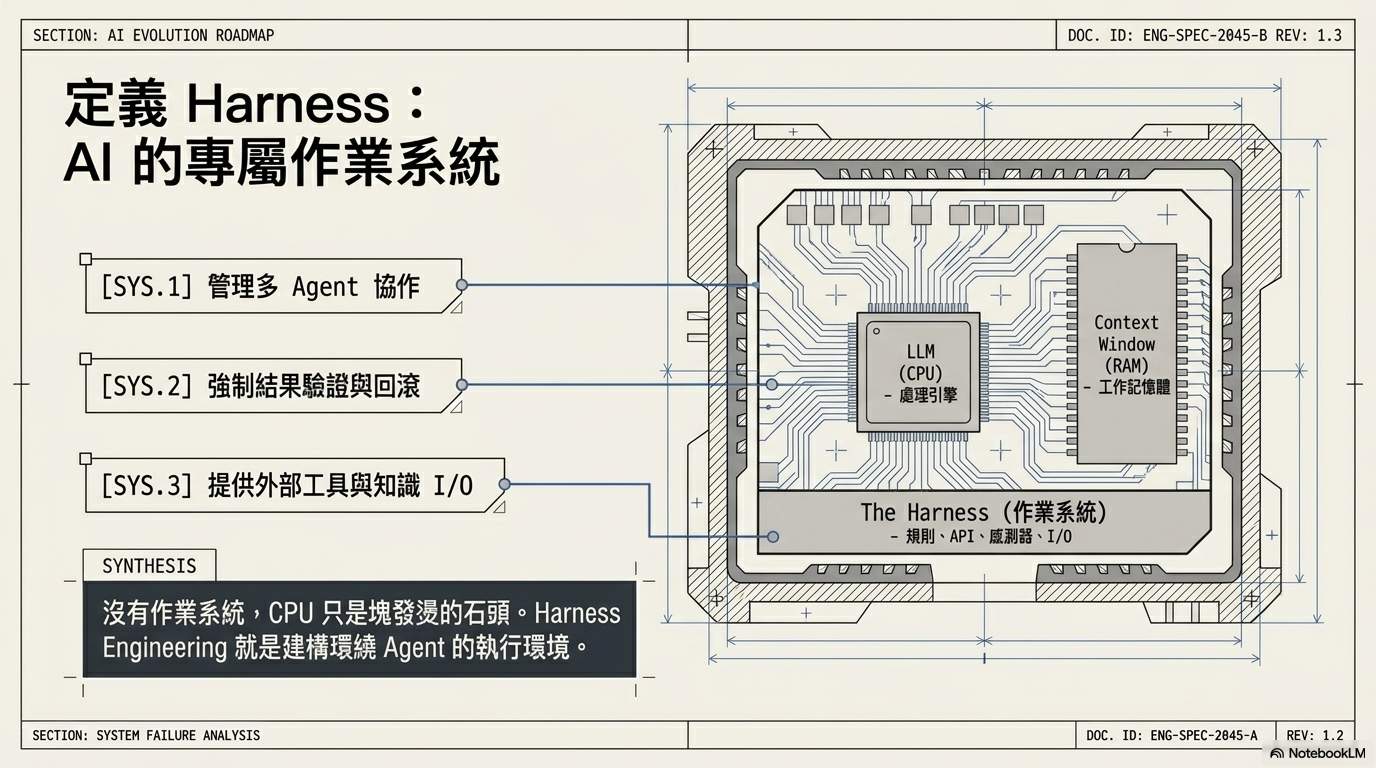 SECTION: AI EVOLUTION ROADMAP
DOC. ID: ENG-SPEC-2045-B REV: 1.3
定義 Harness：
AI 的專屬作業系統
[SYS.1] 管理多 Agent 協作
[SYS.2] 強制結果驗證與回滾
[SYS.3] 提供外部工具與知識 I/O
LLM
(CPU)
- 處理引擎
Context
Window
(RAM)
- 工作記憶體
The Harness (作業系統)
- 規則、API、感測器、I/O
SYNTHESIS
沒有作業系統，CPU 只是塊發燙的石頭。Harness
Engineering 就是建構環繞 Agent 的執行環境。
SECTION: SYSTEM FAILURE ANALYSIS
DOC. ID: ENG-SPEC-2045-A
REV: 1.2
NotebookLM